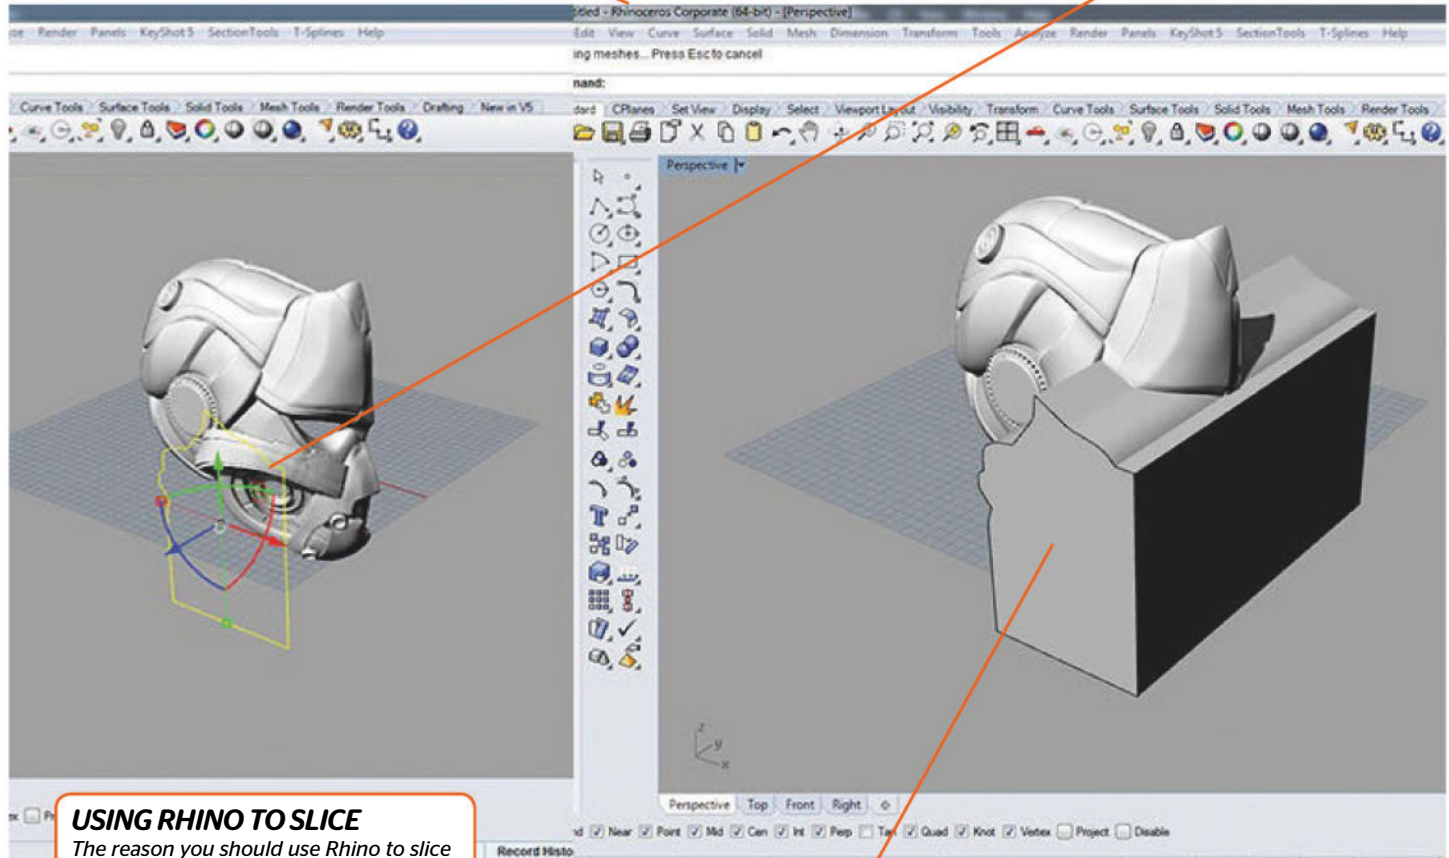 itled - Rhinoceros Corporate (64-bit) - [Perspective]
Render Panels KeyShot 5 SectionTools T-Splines Help
Edit View Curve Surface Solid Mesh Dimension Transform Tools Analyze Render Panels KeyShot 5 SectionTools T-Splines Help
ing meshes... Press Esc to cancel
mand:
Curve Tools Surface Tools Solid Tools Mesh Tools Render Tools Drafting New in V5
dard CPlanes Set View Display Select Viewport Layout Visibility Transform Curve Tools Surface Tools Solid Tools Mesh Tools Render Tools
Perspective
z
y
x
Perspective Top Front Right
Near Point Mid Cen Int Perp Tan Quad Knot Vertex Project Disable
USING RHINO TO SLICE
The reason you should use Rhino to slice
Record Histo